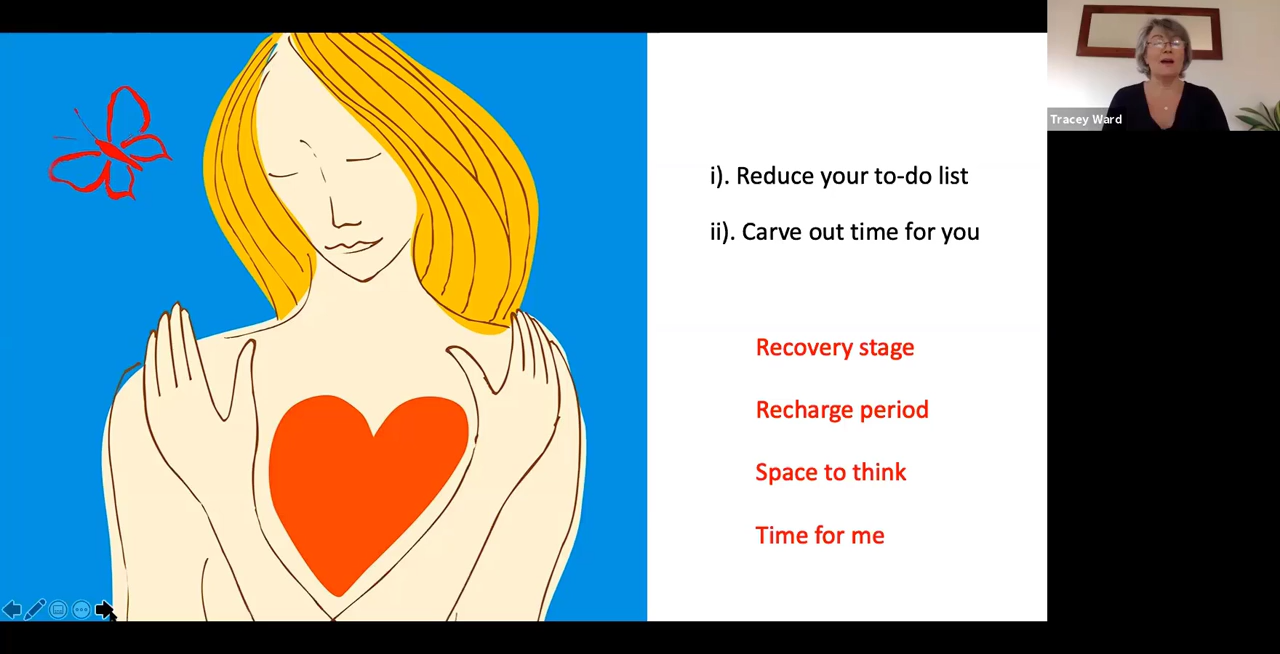 i). Reduce your to-do list
ii). Carve out time for you
Recovery stage
Recharge period
Space to think
Time for me
Tracey Ward